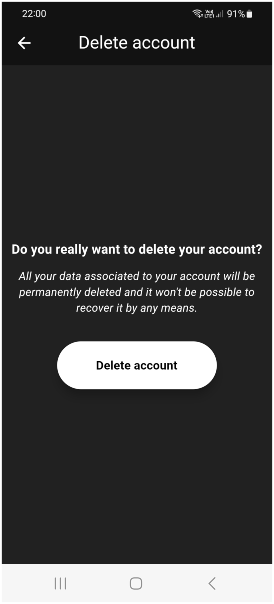 22:00 91%
Delete account
Do you really want to delete your account?
All your data associated to your account will be
permanently deleted and it won't be possible to
recover it by any means.
Delete account